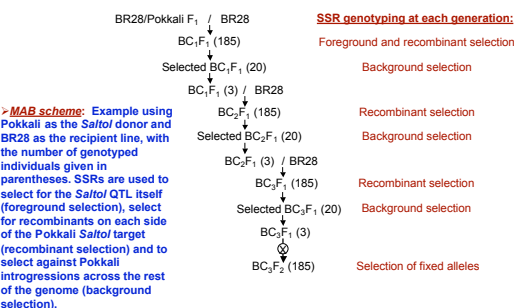 BR28/Pokkali F1 / BR28
SSR genotyping at each generation:
BC1F1 (185)
Foreground and recombinant selection
Selected BC1F1 (20)
Background selection
BC1F1 (3) / BR28
BC2F1 (185)
Recombinant selection
Selected BC2F1 (20)
Background selection
BC2F1 (3) / BR28
BC3F1 (185)
Recombinant selection
Selected BC3F1 (20)
Background selection
BC3F1 (3)
BC3F2 (185)
Selection of fixed alleles
➢MAB scheme: Example using
Pokkali as the Saltol donor and
BR28 as the recipient line, with
the number of genotyped
individuals given in
parentheses. SSRs are used to
select for the Saltol QTL itself
(foreground selection), select
for recombinants on each side
of the Pokkali Saltol target
(recombinant selection) and to
select against Pokkali
introgressions across the rest
of the genome (background
selection).